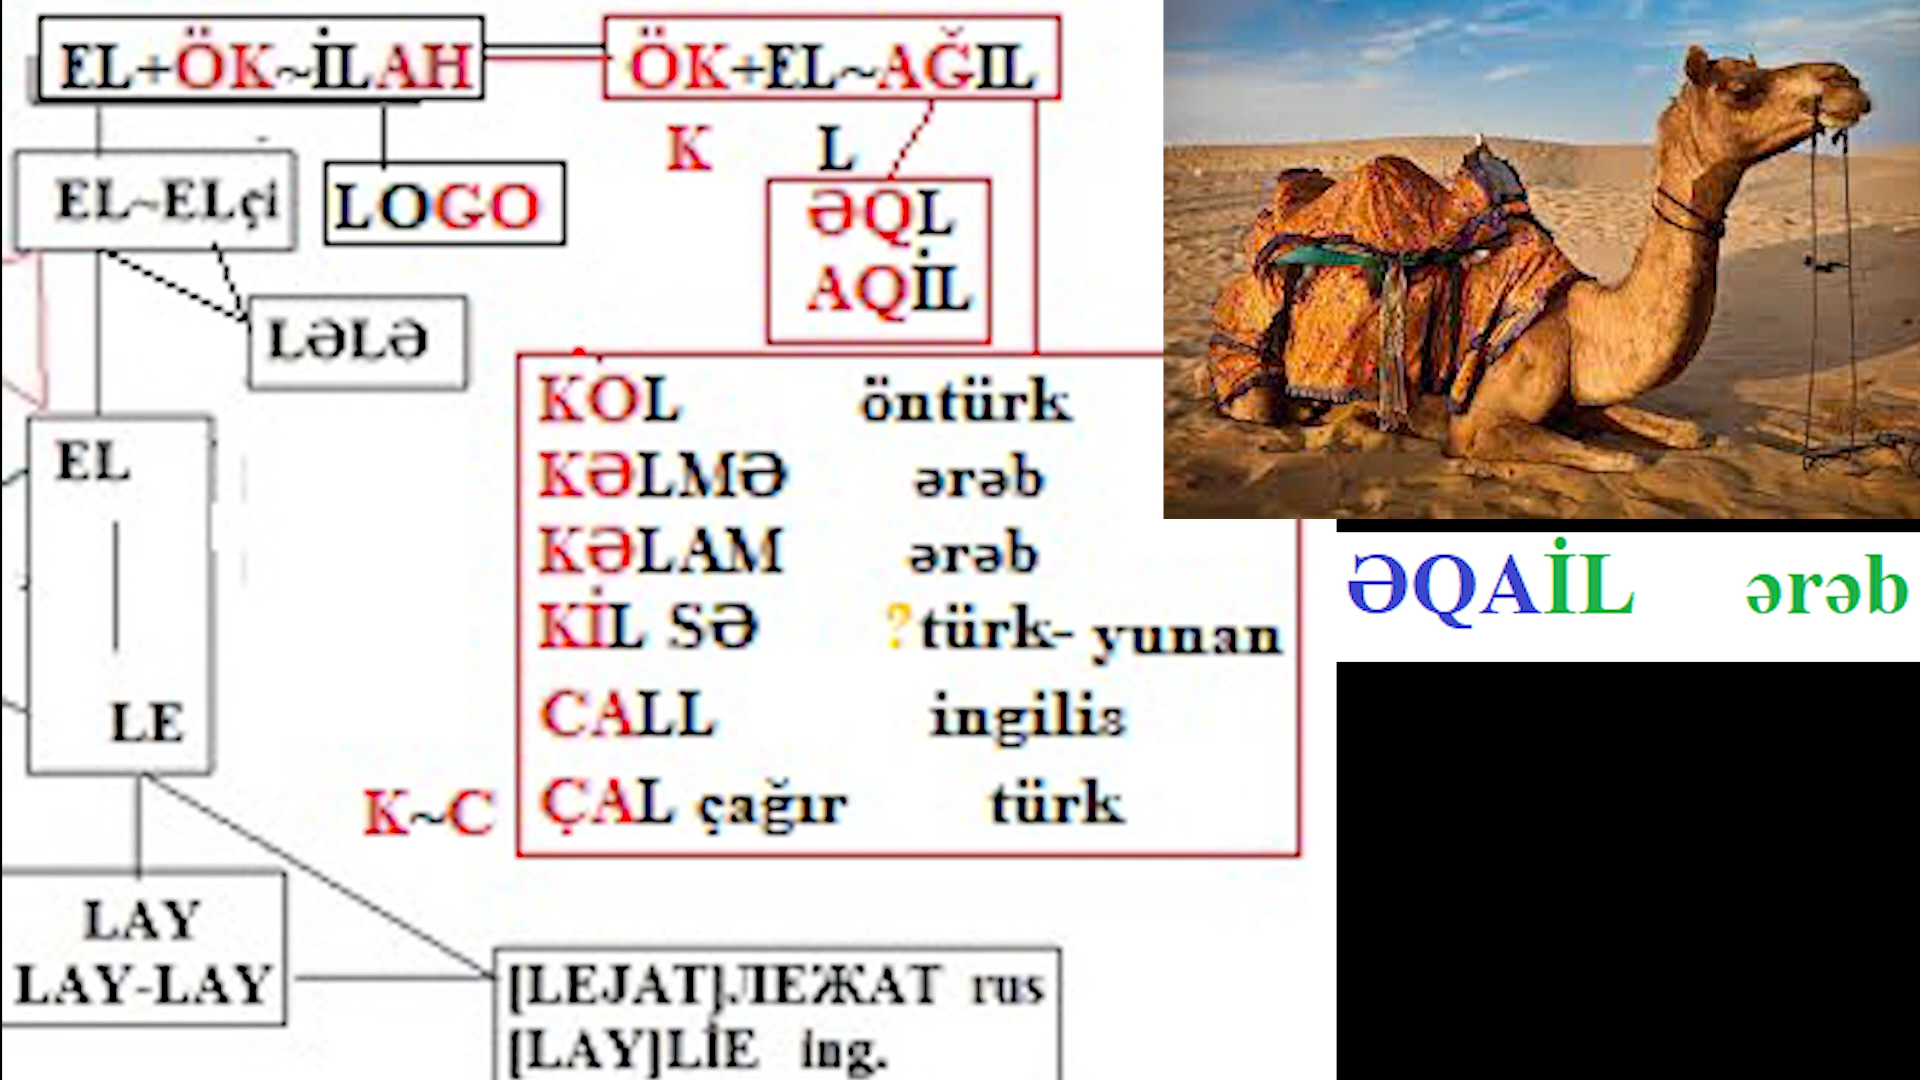 EL+ÖK~İLAH
ÖK+EL~AĞIL
K L
EL~ELçi
LOGO
ƏQL
AQİL
LƏLƏ
KÖL öntürk
KƏLMƏ ərəb
KƏLAM ərəb
KİL SƏ ?türk- yunan
CALL ingilis
K~C
ÇAL çağır türk
EL
LE
ƏQAİL ərəb
LAY
LAY-LAY
[LEJAT]ЛЕЖАТ rus
[LAY]LİE ing.